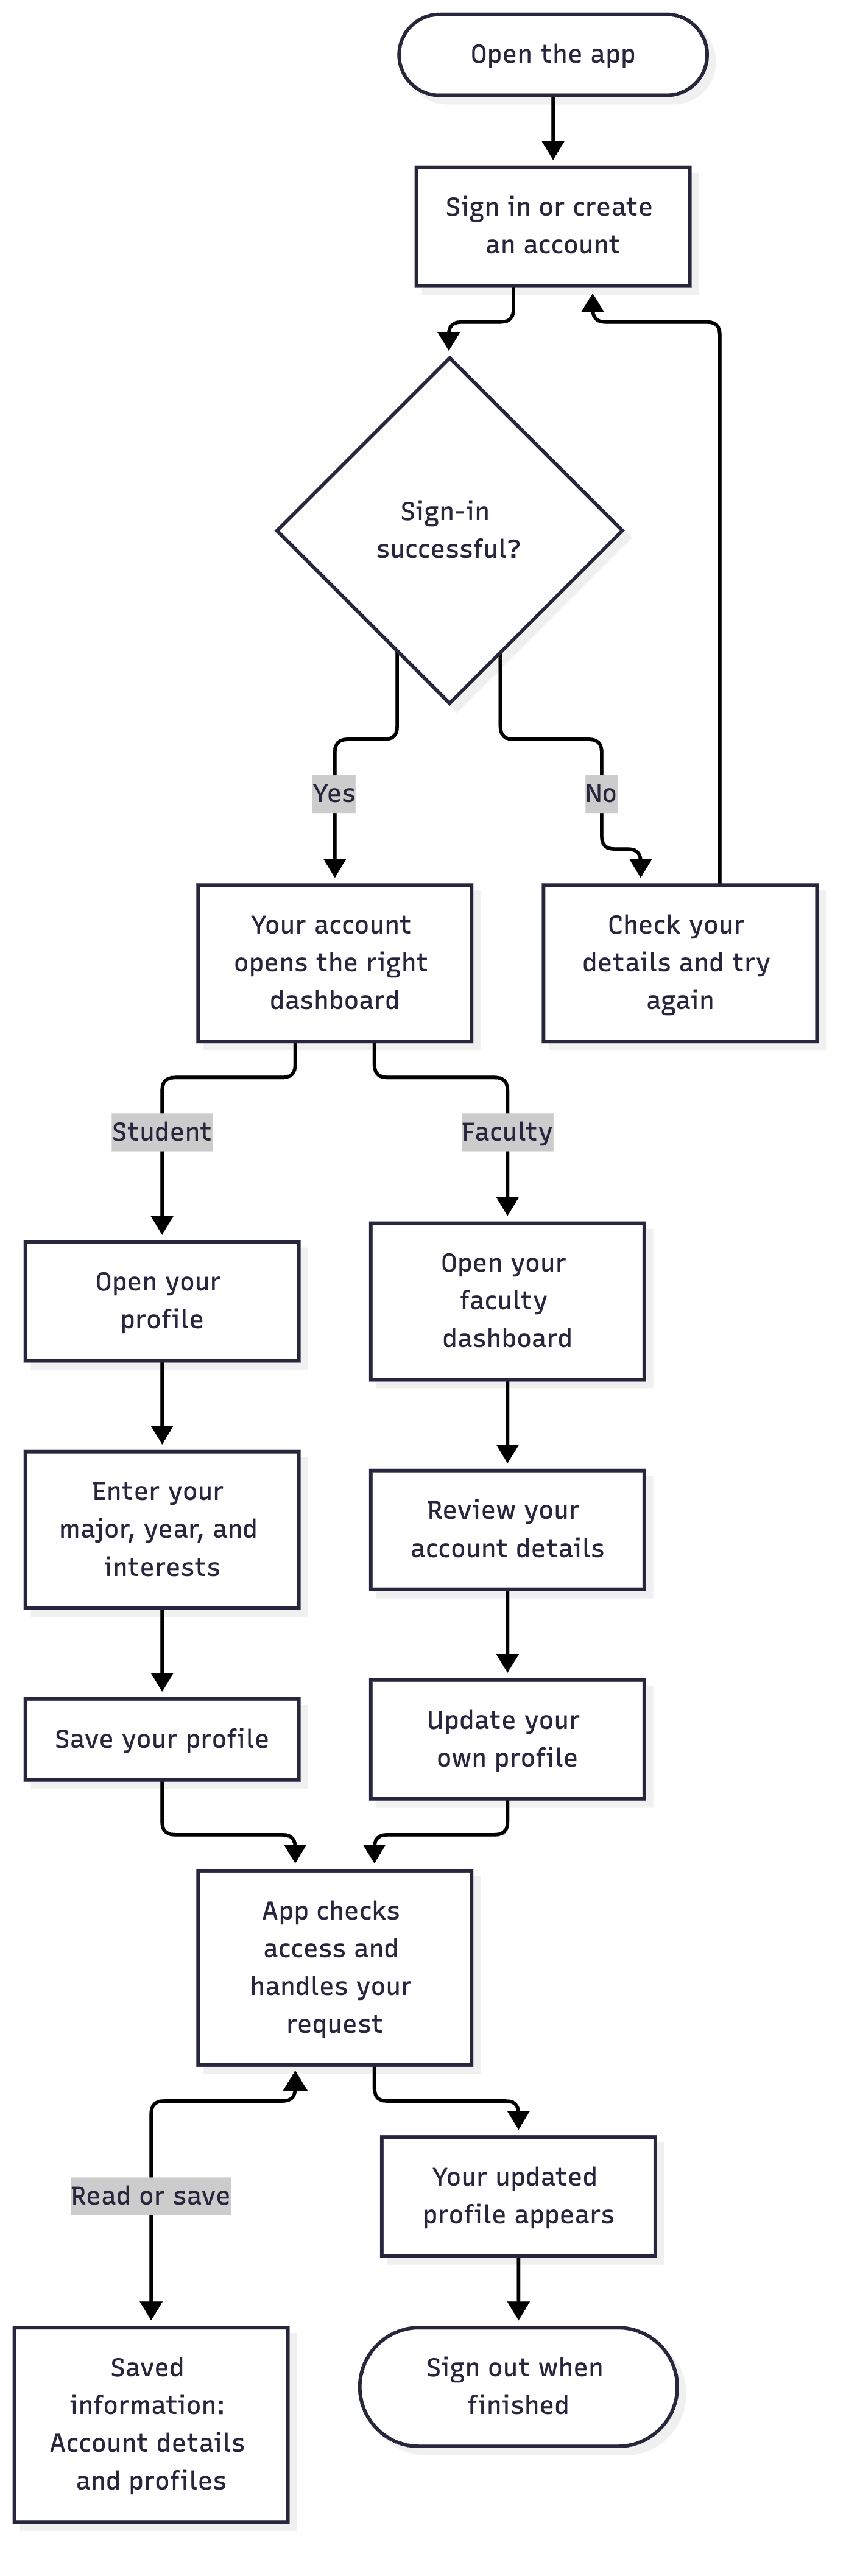 Open the app
Sign in or create
an account
Sign-in
successful?
Yes
No
Your account
opens the right
dashboard
Check your
details and try
again
Student
Faculty
Open your
profile
Open your
faculty
dashboard
Enter your
major, year, and
interests
Review your
account details
Save your profile
Update your
own profile
App checks
access and
handles your
request
Read or save
Your updated
profile appears
Saved
information:
Account details
and profiles
Sign out when
finished